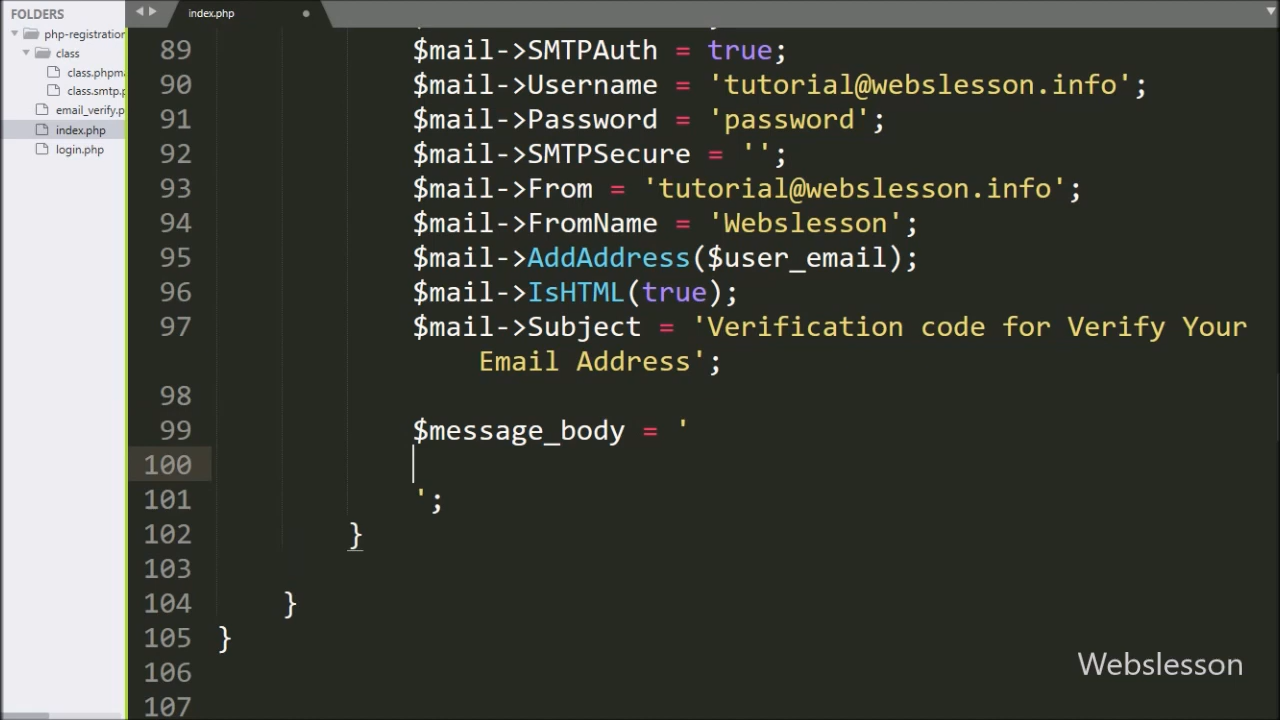 FOLDERS
php-registration
class
class.phpma
class.smtp.p
email_verify.p
index.php
login.php
index.php
89 $mail->SMTPAuth = true;
90 $mail->Username = 'tutorial@webslesson.info';
91 $mail->Password = 'password';
92 $mail->SMTPSecure = '';
93 $mail->From = 'tutorial@webslesson.info';
94 $mail->FromName = 'Webslesson';
95 $mail->AddAddress($user_email);
96 $mail->IsHTML(true);
97 $mail->Subject = 'Verification code for Verify Your
Email Address';
98
99 $message_body = '
100
101 ';
102 }
103
104 }
105 }
106
107
Webslesson